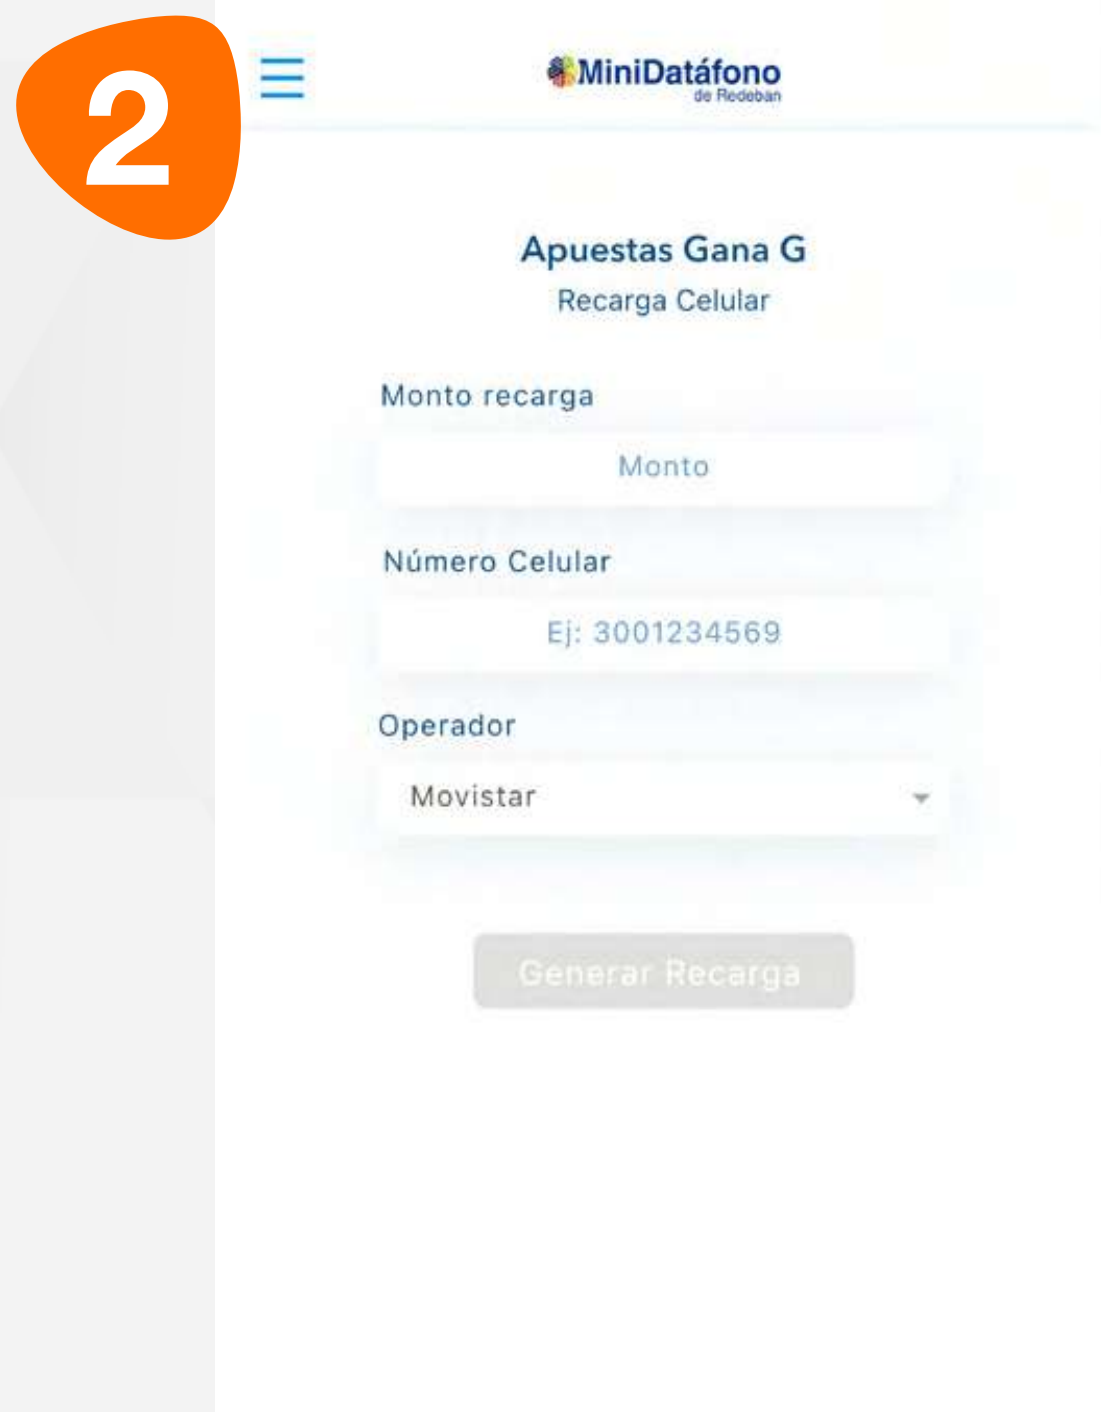 2
MiniDatáfono
de Redeban
Apuestas Gana G
Recarga Celular
Monto recarga
Monto
Número Celular
Ej: 3001234569
Operador
Movistar
Generar Recarga